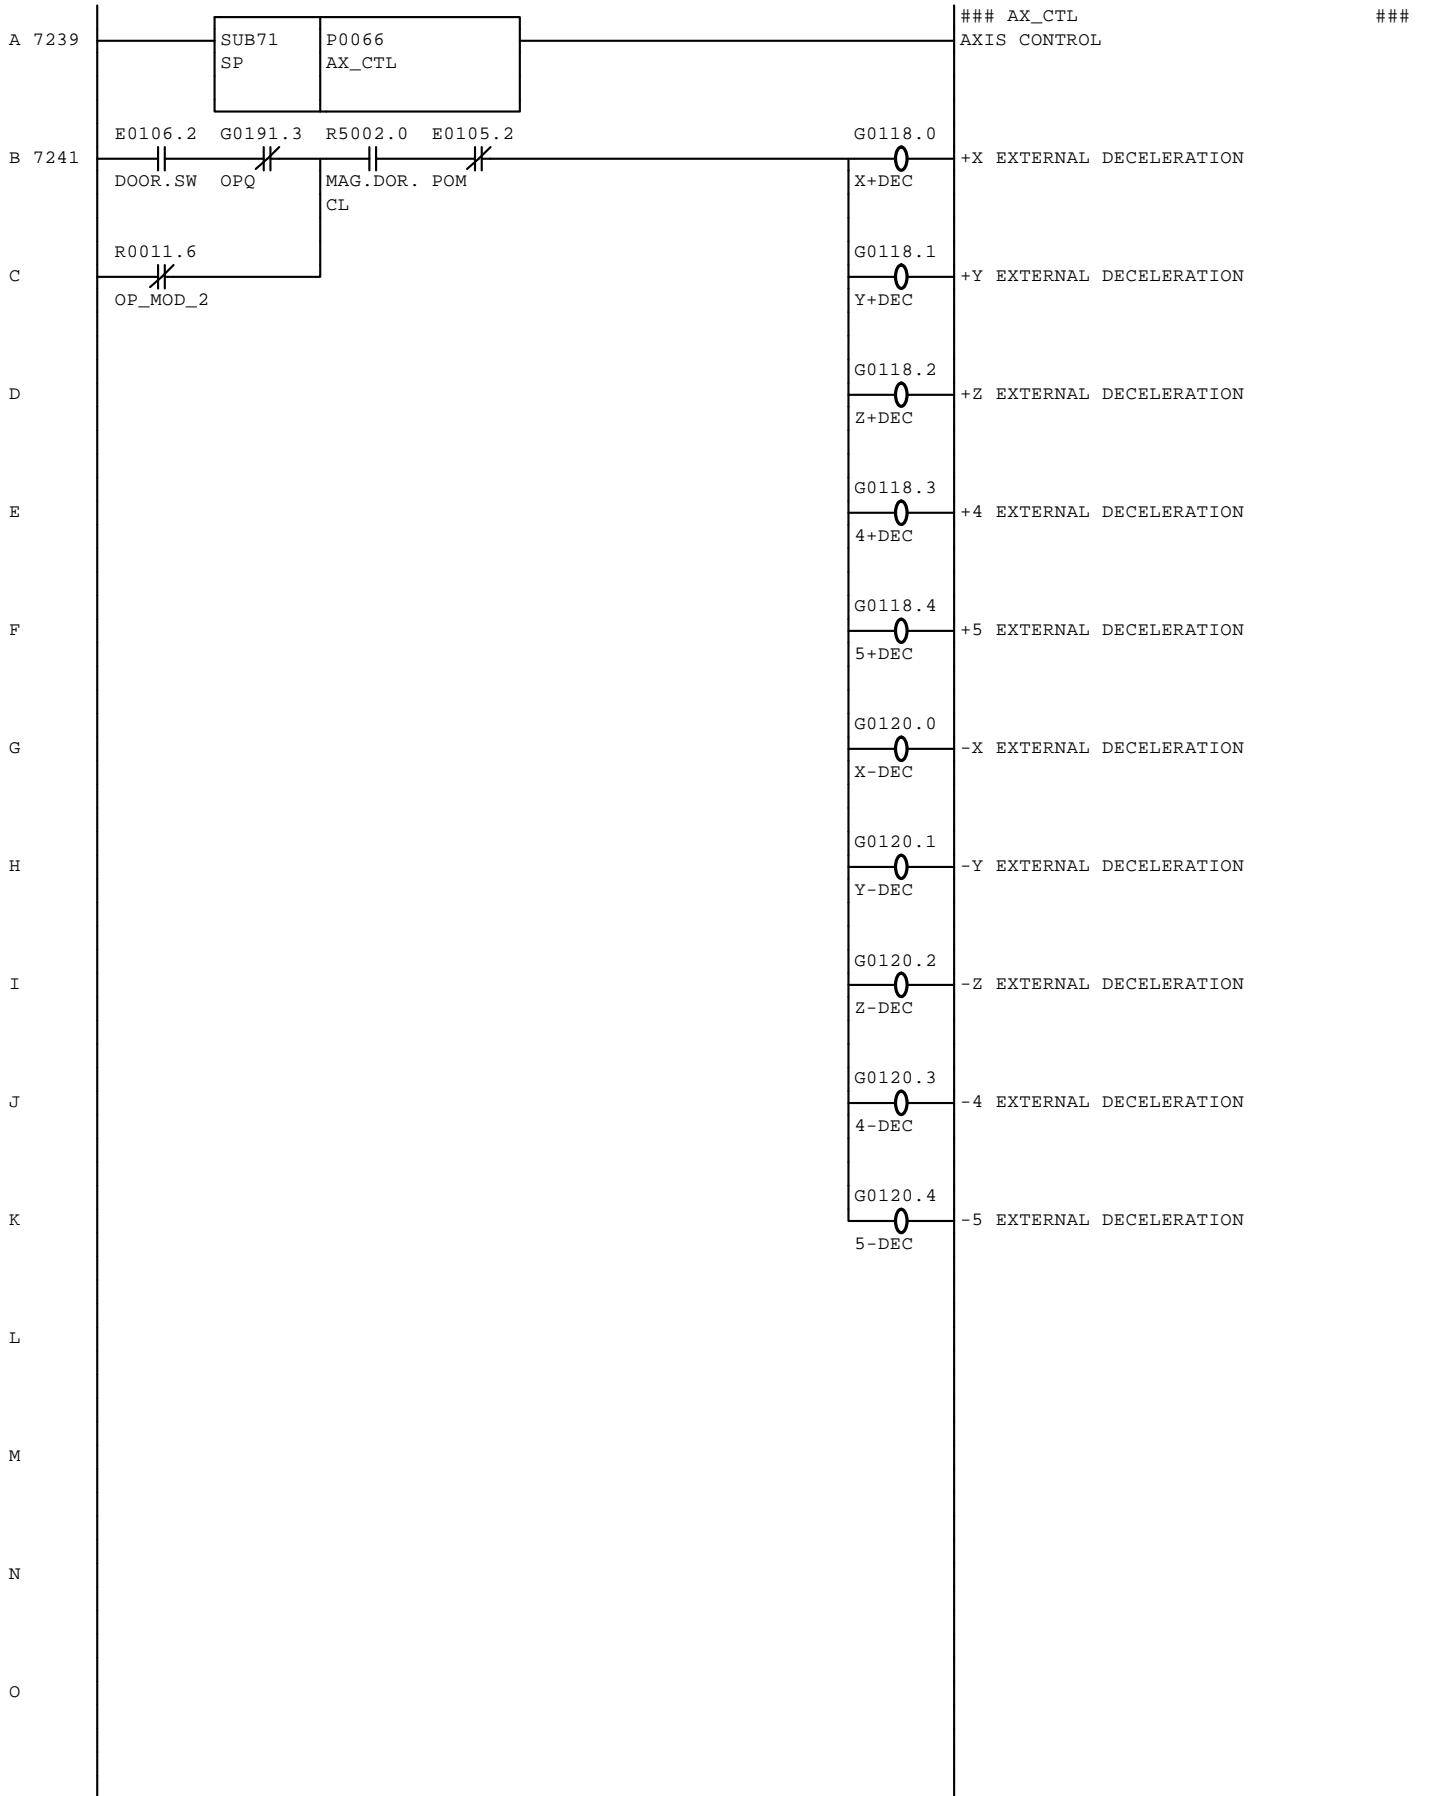 ### AX_CTL ###
A 7239 SUB71 P0066 AXIS CONTROL
SP AX_CTL
E0106.2 G0191.3 R5002.0 E0105.2 G0118.0
B 7241 +X EXTERNAL DECELERATION
DOOR.SW OPQ MAG.DOR. POM X+DEC
CL
R0011.6 G0118.1
C +Y EXTERNAL DECELERATION
OP_MOD_2 Y+DEC
G0118.2
D +Z EXTERNAL DECELERATION
Z+DEC
G0118.3
E +4 EXTERNAL DECELERATION
4+DEC
G0118.4
F +5 EXTERNAL DECELERATION
5+DEC
G0120.0
G -X EXTERNAL DECELERATION
X-DEC
G0120.1
H -Y EXTERNAL DECELERATION
Y-DEC
G0120.2
I -Z EXTERNAL DECELERATION
Z-DEC
G0120.3
J -4 EXTERNAL DECELERATION
4-DEC
G0120.4
K -5 EXTERNAL DECELERATION
5-DEC
L
M
N
O